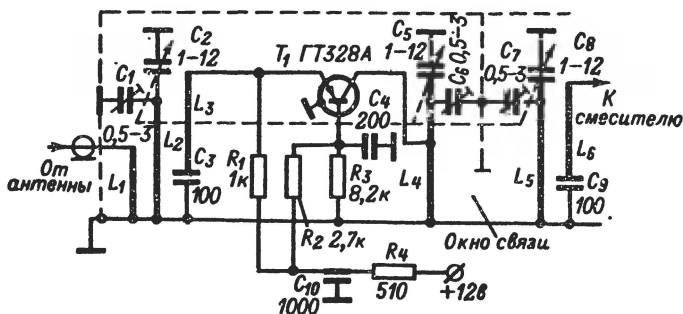 C₁
C₂
1-12
T₁ ГТ328А
C₅
1-12
C₆ 0,5-3
C₇
0,5-3
C₈
1-12
К
смесителю
L₃
L₂
0,5-3
От
антенны
L₁
C₃
100
R₁
1к
C₄
200
R₃
8,2к
L₄
L₅
L₆
C₉
100
R₂ 2,7к
Окно связи
C₁₀
1000
R₄
510
+12в